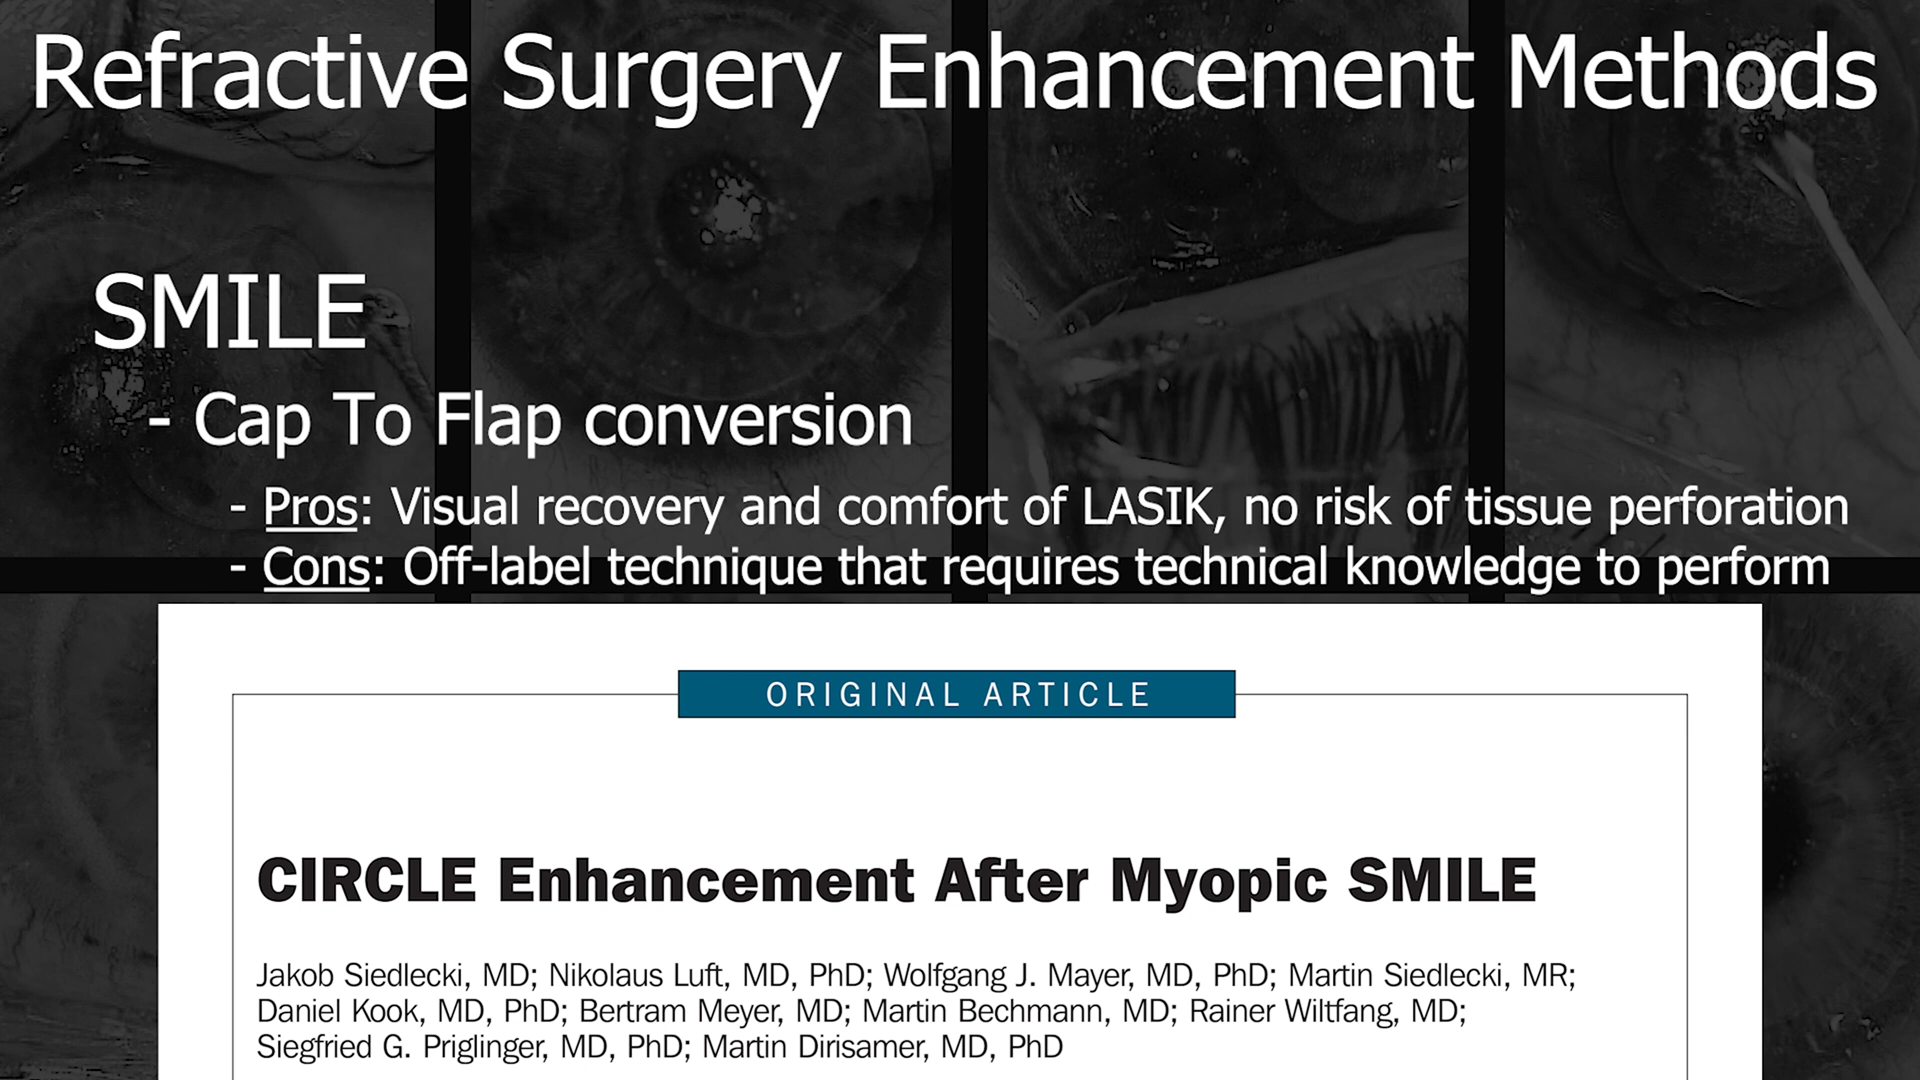 Refractive Surgery Enhancement Methods
SMILE
- Cap To Flap conversion
- Pros: Visual recovery and comfort of LASIK, no risk of tissue perforation
- Cons: Off-label technique that requires technical knowledge to perform
ORIGINAL ARTICLE
CIRCLE Enhancement After Myopic SMILE
Jakob Siedlecki, MD; Nikolaus Luft, MD, PhD; Wolfgang J. Mayer, MD, PhD; Martin Siedlecki, MR;
Daniel Kook, MD, PhD; Bertram Meyer, MD; Martin Bechmann, MD; Rainer Wiltfang, MD;
Siegfried G. Priglinger, MD, PhD; Martin Dirisamer, MD, PhD